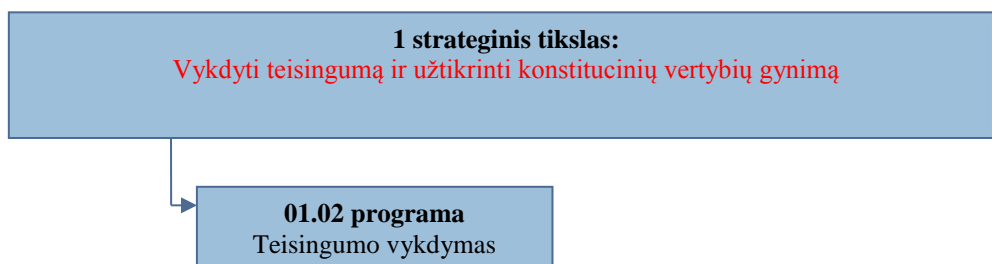 1 strateginis tikslas:
Vykdyti teisingumą ir užtikrinti konstitucinių vertybių gynimą
01.02 programa
Teisingumo vykdymas